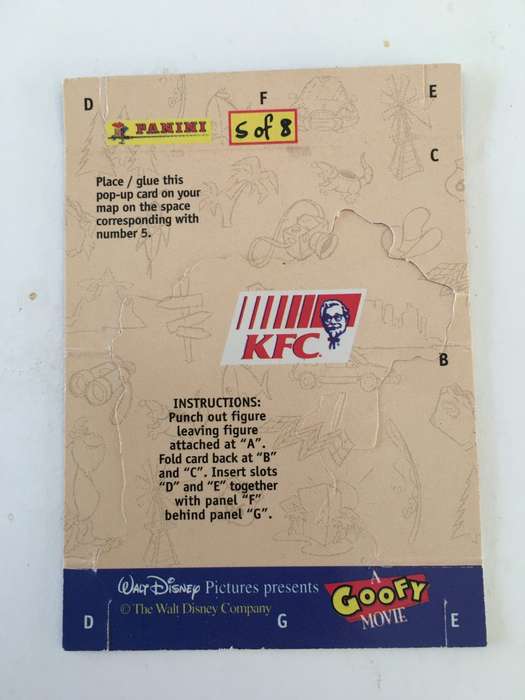 D
F
E
PANINI
5 of 8
C
Place / glue this
pop-up card on your
map on the space
corresponding with
number 5.
KFC
B
INSTRUCTIONS:
Punch out figure
leaving figure
attached at "A".
Fold card back at "B"
and "C". Insert slots
"D" and "E" together
with panel "F"
behind panel "G".
WALT DISNEY Pictures presents
© The Walt Disney Company
A
GOOFY
MOVIE
D
G
E